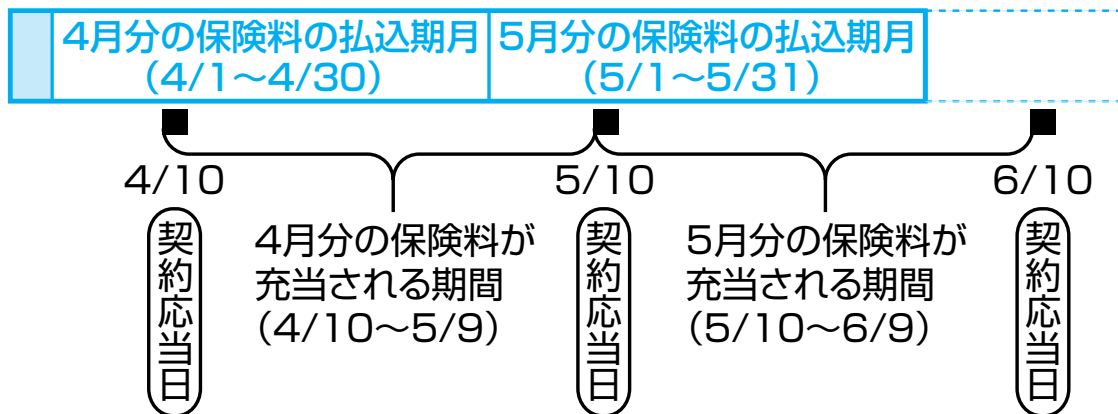 4月分の保険料の払込期月
（4/1～4/30）
5月分の保険料の払込期月
（5/1～5/31）
4/10
5/10
6/10
契約応当日
4月分の保険料が
充当される期間
（4/10～5/9）
契約応当日
5月分の保険料が
充当される期間
（5/10～6/9）
契約応当日